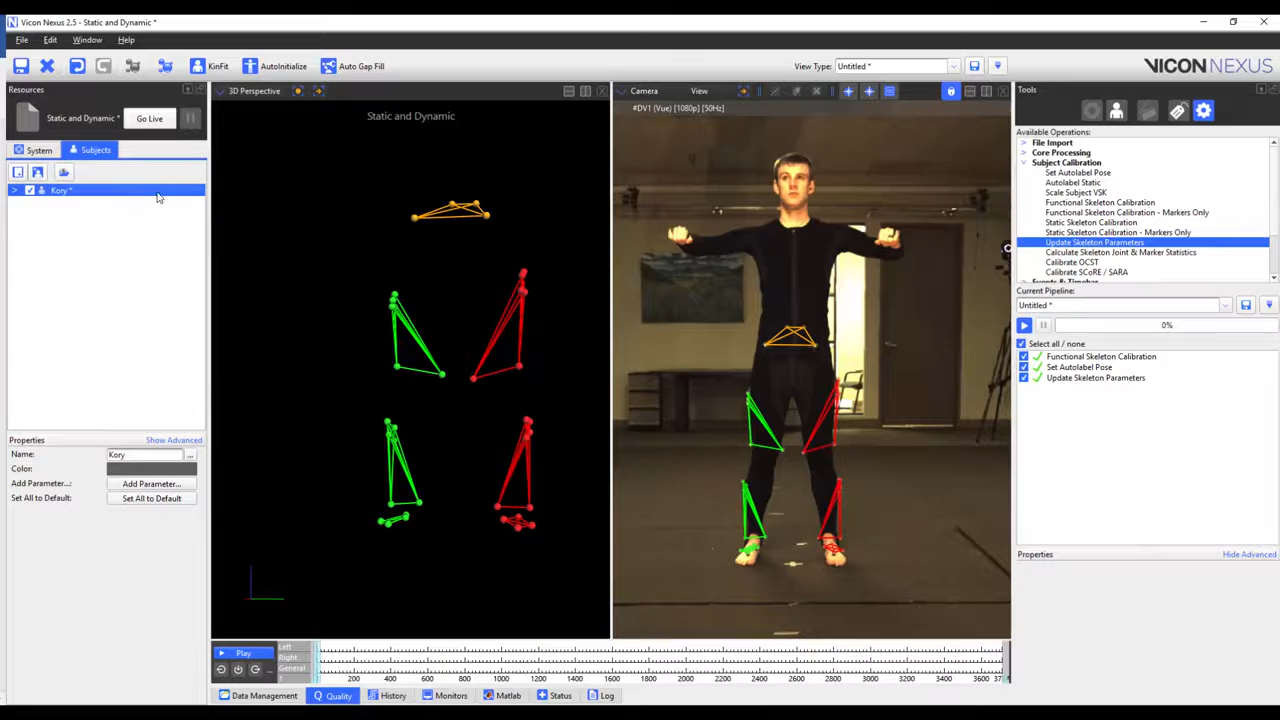 Vicon Nexus 2.5 - Static and Dynamic *
File Edit Window Help
KinFit AutoInitialize Auto Gap Fill
View Type: Untitled *
VICON NEXUS
Resources
Static and Dynamic * Go Live
System Subjects
Kory *
Properties Show Advanced
Name: Kory ...
Color:
Add Parameter...: Add Parameter...
Set All to Default: Set All to Default
3D Perspective
Static and Dynamic
Camera View
#DV1 (Vue) [1080p] [50Hz]
Play
Left
Right
General
1
200 400 600 800 1000 1200 1400 1600 1800 2000 2200 2400 2600 2800 3000 3200 3400 3600
Data Management Quality History Monitors Matlab Status Log
Tools
Available Operations:
File Import
Core Processing
Subject Calibration
Set Autolabel Pose
Autolabel Static
Scale Subject VSK
Functional Skeleton Calibration
Functional Skeleton Calibration - Markers Only
Static Skeleton Calibration
Static Skeleton Calibration - Markers Only
Update Skeleton Parameters
Calculate Skeleton Joint & Marker Statistics
Calibrate OCST
Calibrate SCoRE / SARA
Events & Timebar
Current Pipeline:
Untitled *
0%
Select all / none
Functional Skeleton Calibration
Set Autolabel Pose
Update Skeleton Parameters
Properties Hide Advanced